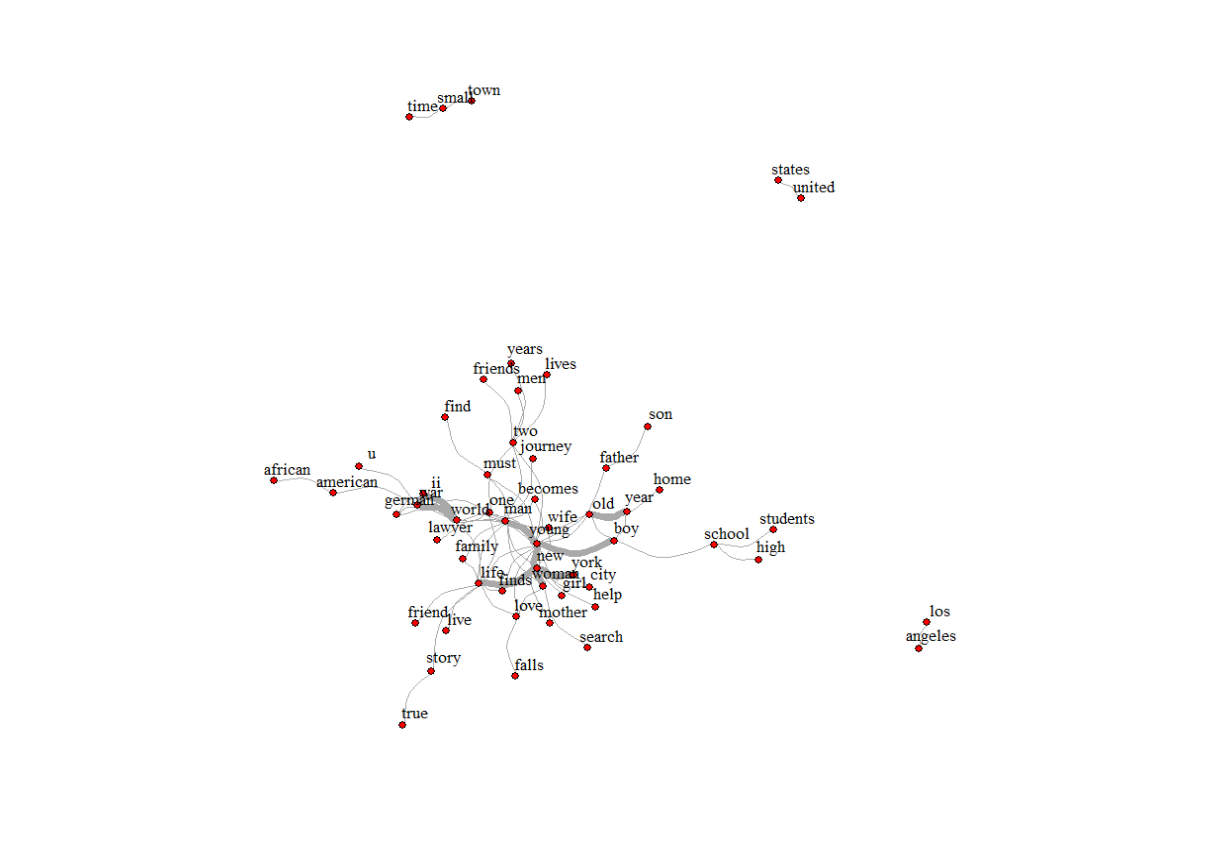 town
small
time
states
united
years
lives
friends
men
find
son
two
journey
u
father
must
african
american
ii
home
becomes
war
german
one
old
year
world
man
wife
students
lawyer
young
boy
school
family
high
new
york
life
finds
woman
city
girl
help
friend
live
love
mother
los
search
angeles
story
falls
true